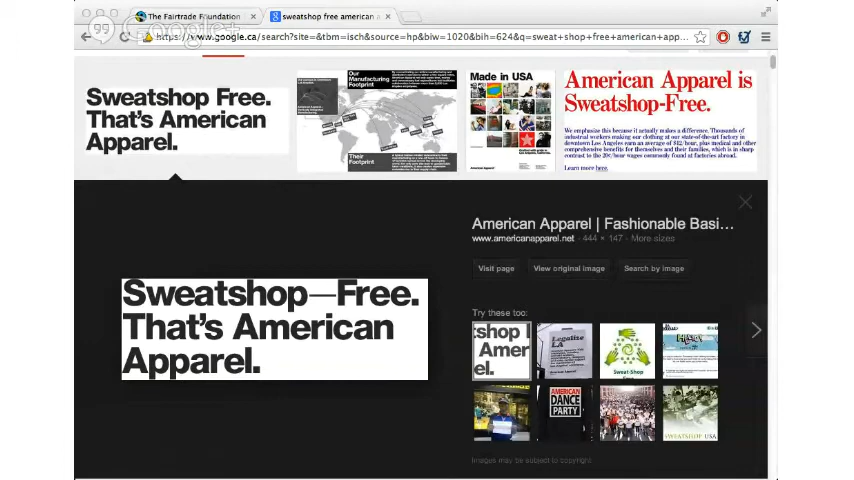 The Fairtrade Foundation
sweatshop free american a
Google+
https://www.google.ca/search?site=&tbm=isch&source=hp&biw=1020&bih=624&q=sweat+shop+free+american+app...
Sweatshop Free.
That's American
Apparel.
Our
Manufacturing
Footprint
Their
Footprint
Made in USA
American Apparel is
Sweatshop-Free.
We emphasize this because it actually makes a difference. Thousands of
industrial workers making our clothing at our state-of-the-art factory in
downtown Los Angeles earn an average of $12/hour, plus medical and other
comprehensive benefits for themselves and their families, which is in sharp
contrast to the 20¢/hour wages commonly found at factories abroad.
Learn more here.
American Apparel | Fashionable Basi...
www.americanapparel.net - 444 × 147 - More sizes
Visit page
View original image
Search by image
Sweatshop—Free.
That's American
Apparel.
Try these too:
shop
Amer
el.
Legalize
LA
Sweat-Shop
Free
AMERICAN
DANCE
PARTY
SWEATSHOP USA
Images may be subject to copyright.